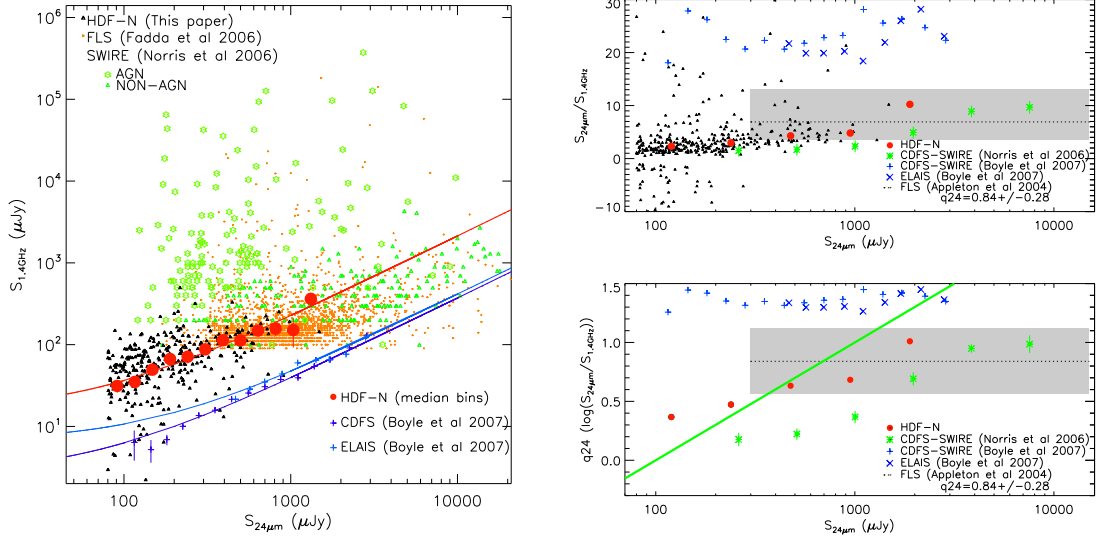 10⁶
10⁵
10⁴
10³
10²
10¹
S₁.₄GHz (μJy)
HDF-N (This paper)
FLS (Fadda et al 2006)
SWIRE (Norris et al 2006)
AGN
NON-AGN
HDF-N (median bins)
CDFS (Boyle et al 2007)
ELAIS (Boyle et al 2007)
100
1000
10000
S₂₄μm (μJy)
30
20
10
0
-10
S₂₄μm/S₁.₄GHz
HDF-N
CDFS-SWIRE (Norris et al 2006)
CDFS-SWIRE (Boyle et al 2007)
ELAIS (Boyle et al 2007)
FLS (Appleton et al 2004)
q24=0.84+/-0.28
100
1000
10000
S₂₄μm (μJy)
1.5
1.0
0.5
0.0
q24 (log(S₂₄μm/S₁.₄GHz))
HDF-N
CDFS-SWIRE (Norris et al 2006)
CDFS-SWIRE (Boyle et al 2007)
ELAIS (Boyle et al 2007)
FLS (Appleton et al 2004)
q24=0.84+/-0.28
100
1000
10000
S₂₄μm (μJy)